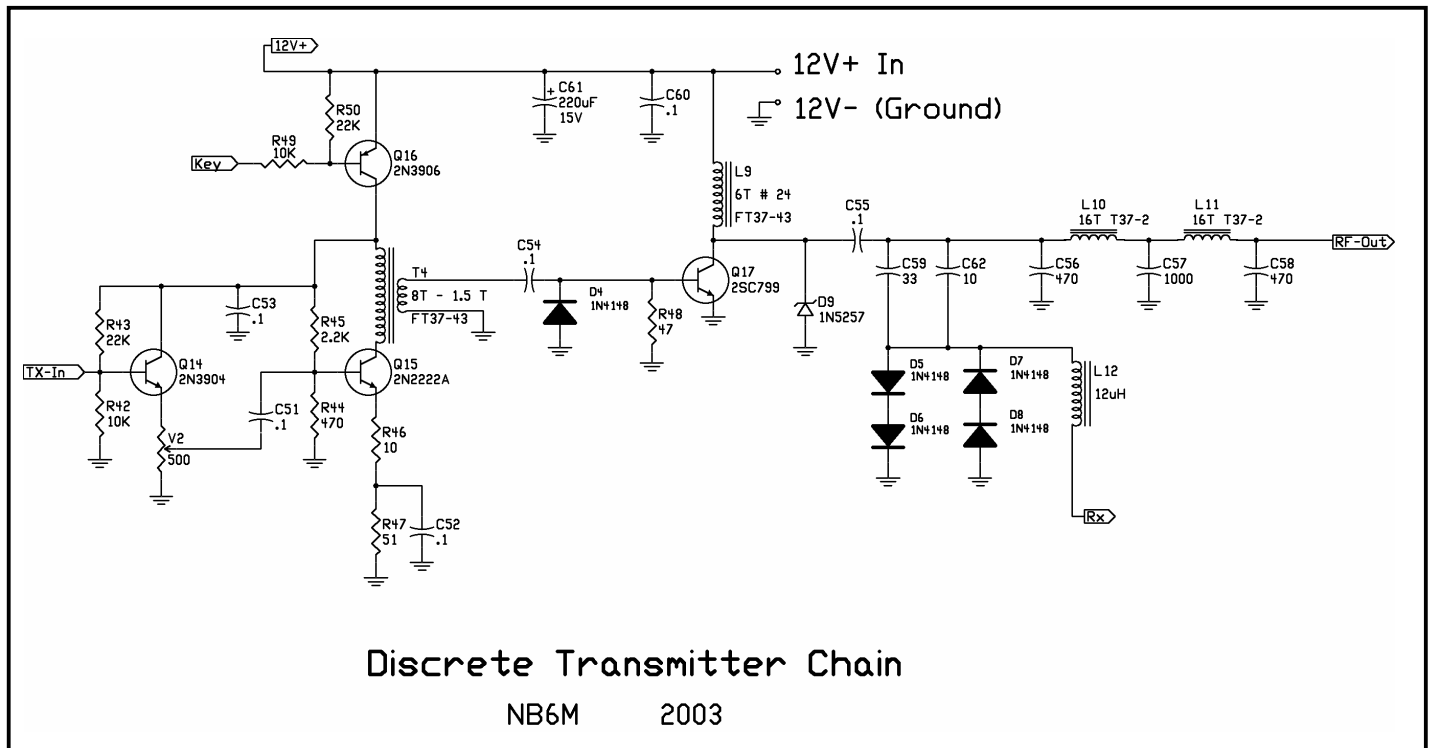 12V+
12V+ In
12V- (Ground)
C61
220uF
15V
+
C60
.1
R50
22K
R49
10K
Key
Q16
2N3906
L9
6T # 24
FT37-43
C55
.1
L10
16T T37-2
L11
16T T37-2
RF-Out
C54
.1
T4
8T - 1.5 T
FT37-43
Q17
2SC799
C59
33
C62
10
C56
470
C57
1000
C58
470
D4
1N4148
R48
47
D9
1N5257
C53
.1
R43
22K
R45
2.2K
TX-In
Q14
2N3904
Q15
2N2222A
R42
10K
V2
500
C51
.1
R44
470
R46
10
R47
51
C52
.1
D5
1N4148
D7
1N4148
D6
1N4148
D8
1N4148
L12
12uH
Rx
Discrete Transmitter Chain
NB6M 2003